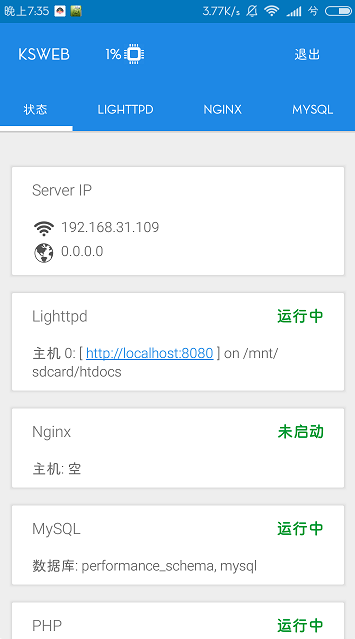 晚上7:35 3.77K/s
KSWEB 1% 退出
状态 LIGHTTPD NGINX MYSQL
Server IP
192.168.31.109
0.0.0.0
Lighttpd 运行中
主机 0: [ http://localhost:8080 ] on /mnt/
sdcard/htdocs
Nginx 未启动
主机: 空
MySQL 运行中
数据库: performance_schema, mysql
PHP 运行中